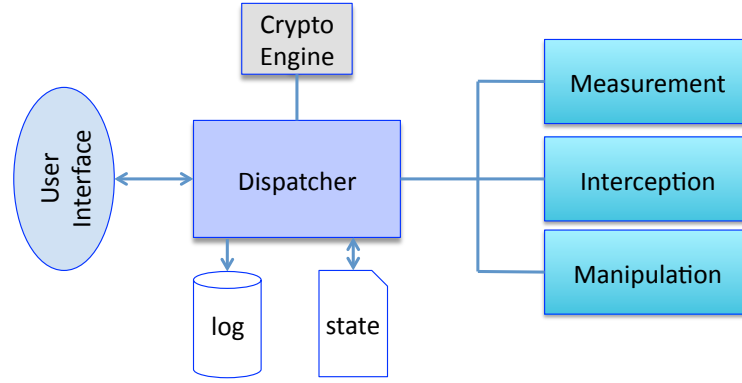 Crypto
Engine
User
Interface
Dispatcher
Measurement
Interception
Manipulation
log
state